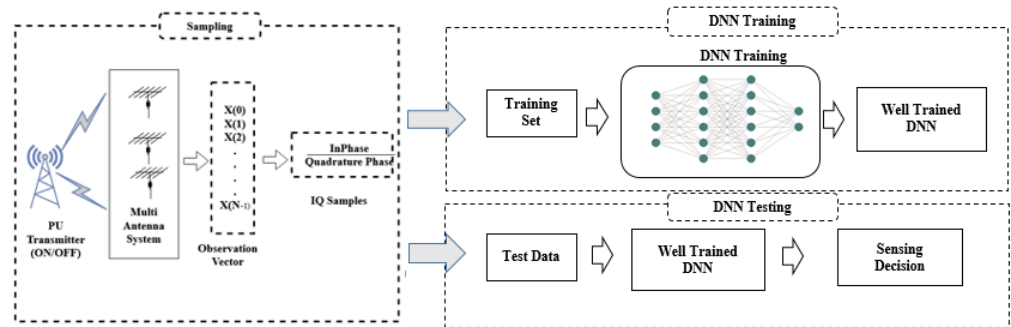 Sampling
PU
Transmitter
(ON/OFF)
Multi
Antenna
System
X(0)
X(1)
X(2)
.
.
.
.
.
X(N-1)
Observation
Vector
InPhase
Quadrature Phase
IQ Samples
DNN Training
DNN Training
Training
Set
Well Trained
DNN
DNN Testing
Test Data
Well Trained
DNN
Sensing
Decision